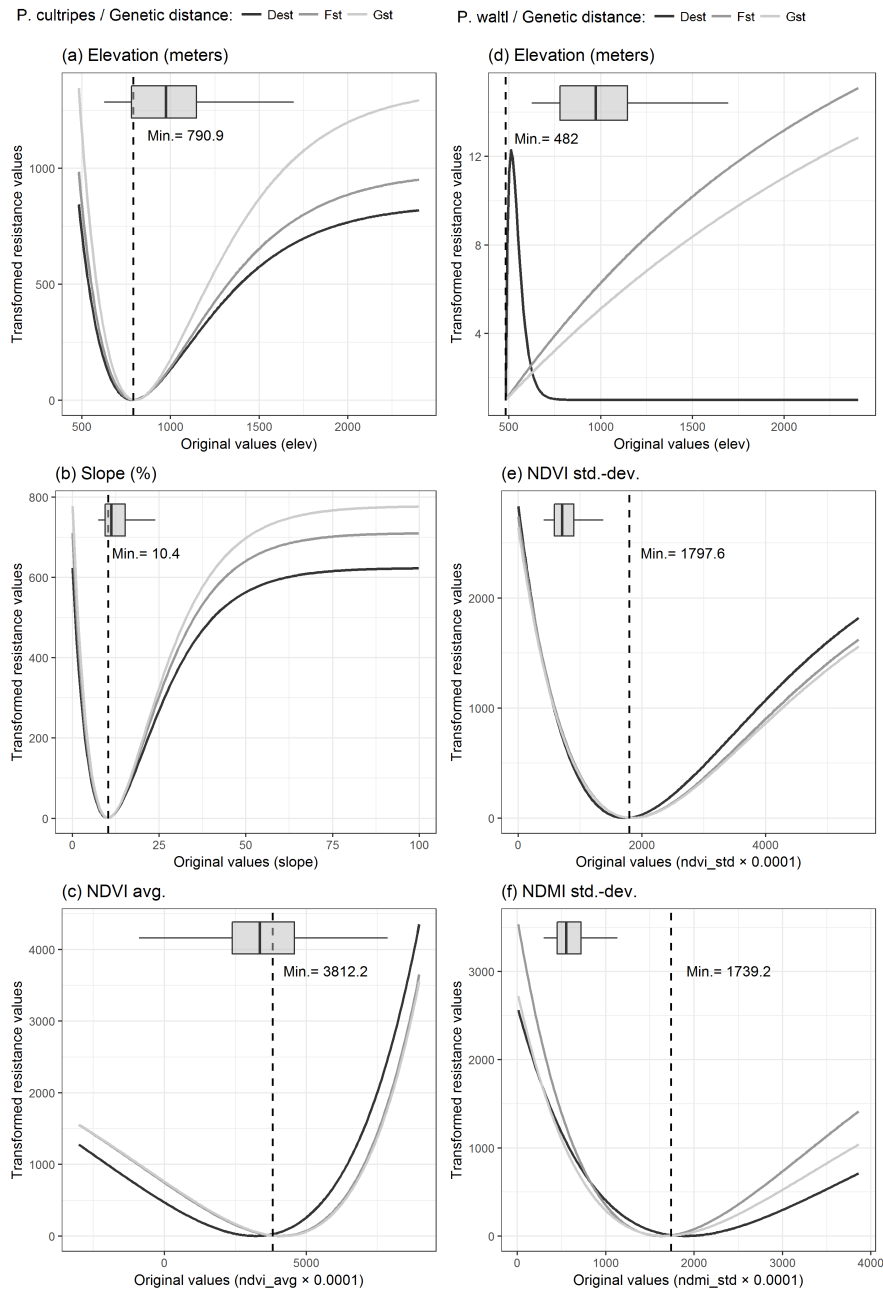 P. cultripes / Genetic distance: Dest Fst Gst
P. waltl / Genetic distance: Dest Fst Gst
(a) Elevation (meters)
Min.= 790.9
Transformed resistance values
0
500
1000
500 1000 1500 2000
Original values (elev)
(d) Elevation (meters)
Min.= 482
Transformed resistance values
4
8
12
500 1000 1500 2000
Original values (elev)
(b) Slope (%)
Min.= 10.4
Transformed resistance values
0
200
400
600
800
0 25 50 75 100
Original values (slope)
(e) NDVI std.-dev.
Min.= 1797.6
Transformed resistance values
0
1000
2000
0 2000 4000
Original values (ndvi_std × 0.0001)
(c) NDVI avg.
Min.= 3812.2
Transformed resistance values
0
1000
2000
3000
4000
0 5000
Original values (ndvi_avg × 0.0001)
(f) NDMI std.-dev.
Min.= 1739.2
Transformed resistance values
0
1000
2000
3000
0 1000 2000 3000 4000
Original values (ndmi_std × 0.0001)